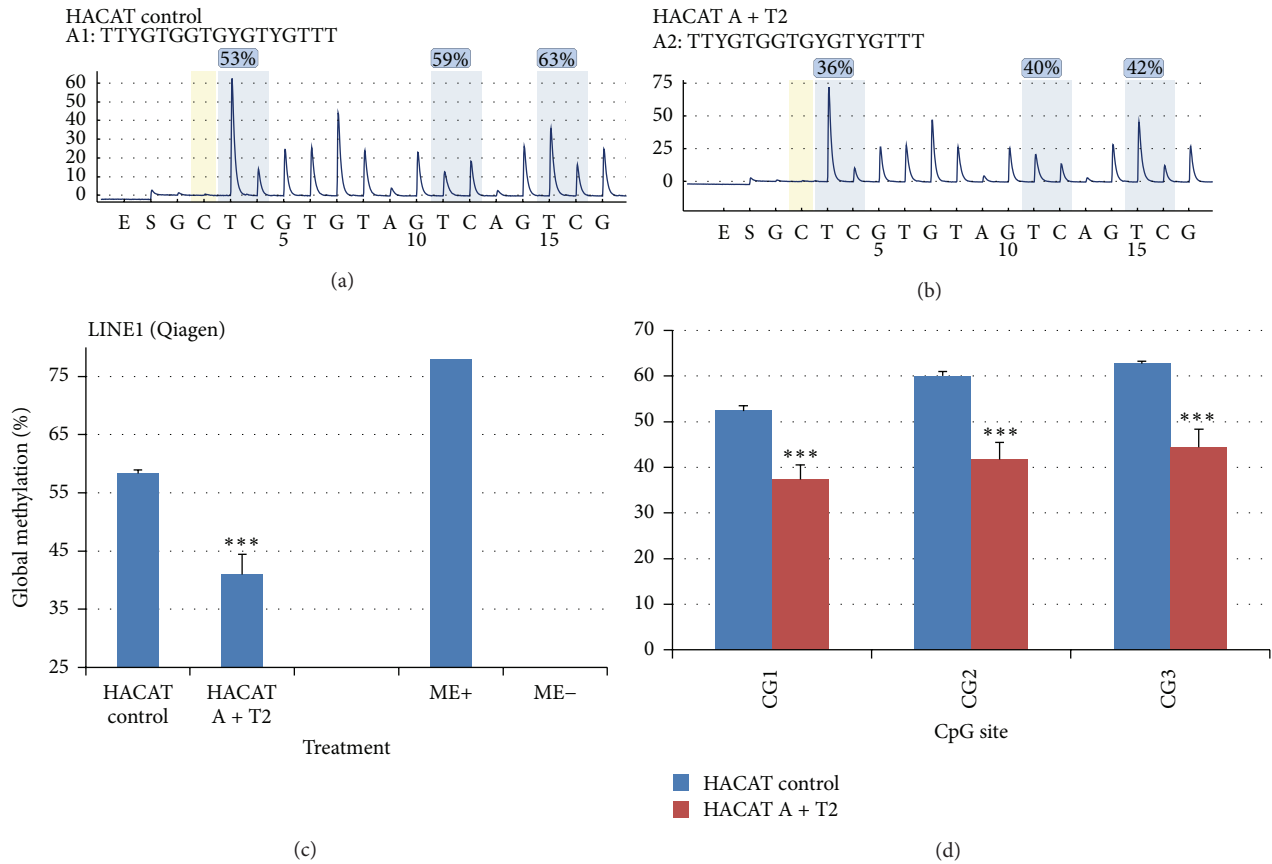 HACAT control
A1: TTYGTGGTGYGTYGTTT
53%
59%
63%
60
50
40
30
20
10
0
E S G C T C G T G T A G T C A G T C G
5 10 15
(a)
HACAT A + T2
A2: TTYGTGGTGYGTYGTTT
36%
40%
42%
75
50
25
0
E S G C T C G T G T A G T C A G T C G
5 10 15
(b)
LINE1 (Qiagen)
Global methylation (%)
75
65
55
45
35
25
***
HACAT
control
HACAT
A + T2
ME+
ME−
Treatment
(c)
70
60
50
40
30
20
10
0
***
***
***
CG1
CG2
CG3
CpG site
HACAT control
HACAT A + T2
(d)